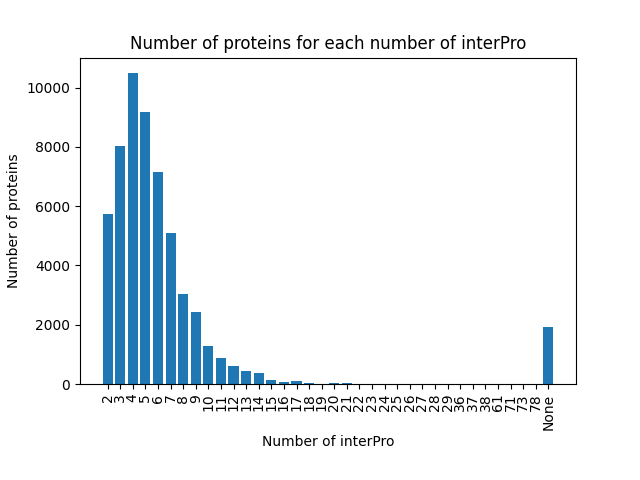 Number of proteins for each number of interPro
Number of proteins
10000
8000
6000
4000
2000
0
2 3 4 5 6 7 8 9 10 11 12 13 14 15 16 17 18 19 20 21 22 23 24 25 26 27 28 29 36 37 38 61 71 73 78 None
Number of interPro